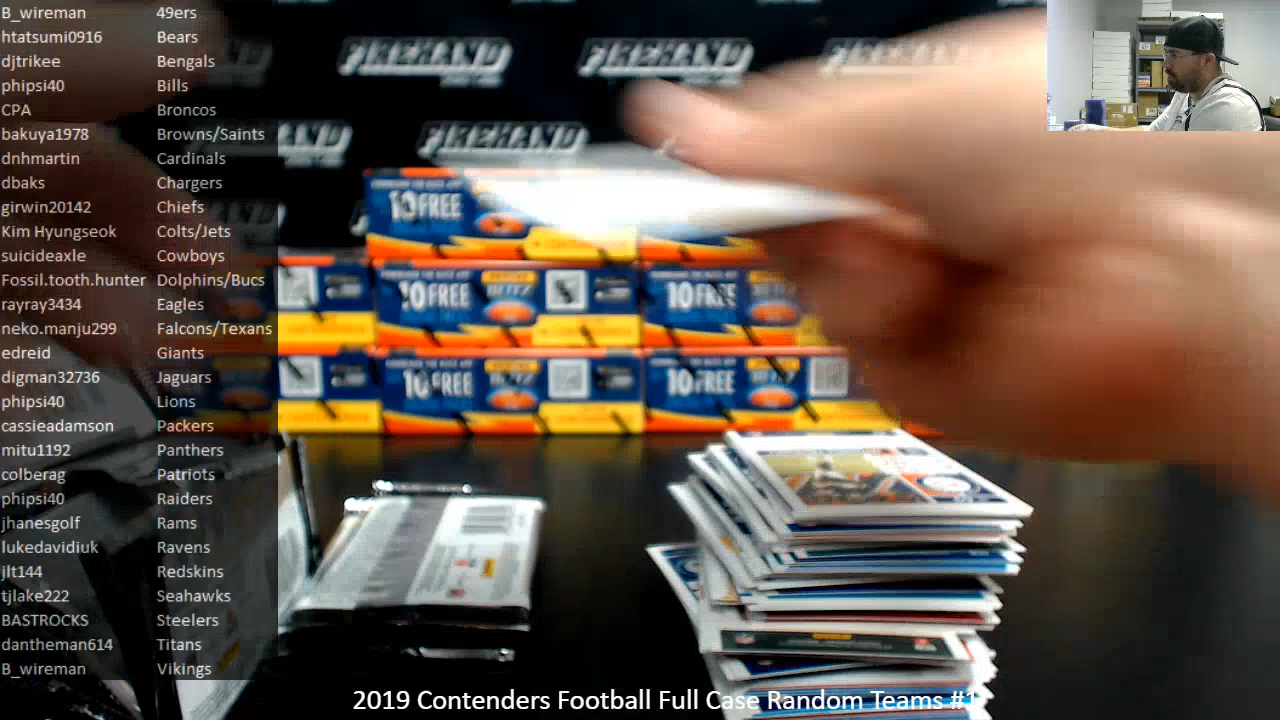 B_wireman 49ers
htatsumi0916 Bears
djtrikee Bengals
phipsi40 Bills
CPA Broncos
bakuya1978 Browns/Saints
dnhmartin Cardinals
dbaks Chargers
girwin20142 Chiefs
Kim Hyungseok Colts/Jets
suicideaxle Cowboys
Fossil.tooth.hunter Dolphins/Bucs
rayray3434 Eagles
neko.manju299 Falcons/Texans
edreid Giants
digman32736 Jaguars
phipsi40 Lions
cassieadamson Packers
mitu1192 Panthers
colberag Patriots
phipsi40 Raiders
jhanesgolf Rams
lukedavidiuk Ravens
jlt144 Redskins
tjlake222 Seahawks
BASTROCKS Steelers
dantheman614 Titans
B_wireman Vikings
FIREHAND FIREHAND FIREHAND
FIREHAND
10 FREE
10 FREE 10 FREE
10 FREE 10 FREE
2019 Contenders Football Full Case Random Teams #1